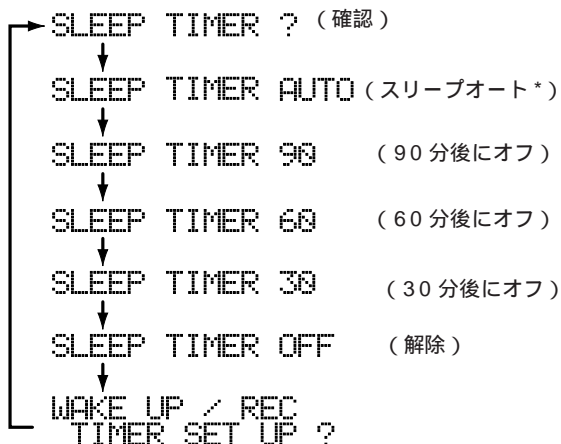 SLEEP TIMER ? (確認)
SLEEP TIMER AUTO (スリープオート*)
SLEEP TIMER 90 (90分後にオフ)
SLEEP TIMER 60 (60分後にオフ)
SLEEP TIMER 30 (30分後にオフ)
SLEEP TIMER OFF (解除)
WAKE UP / REC
TIMER SET UP ?